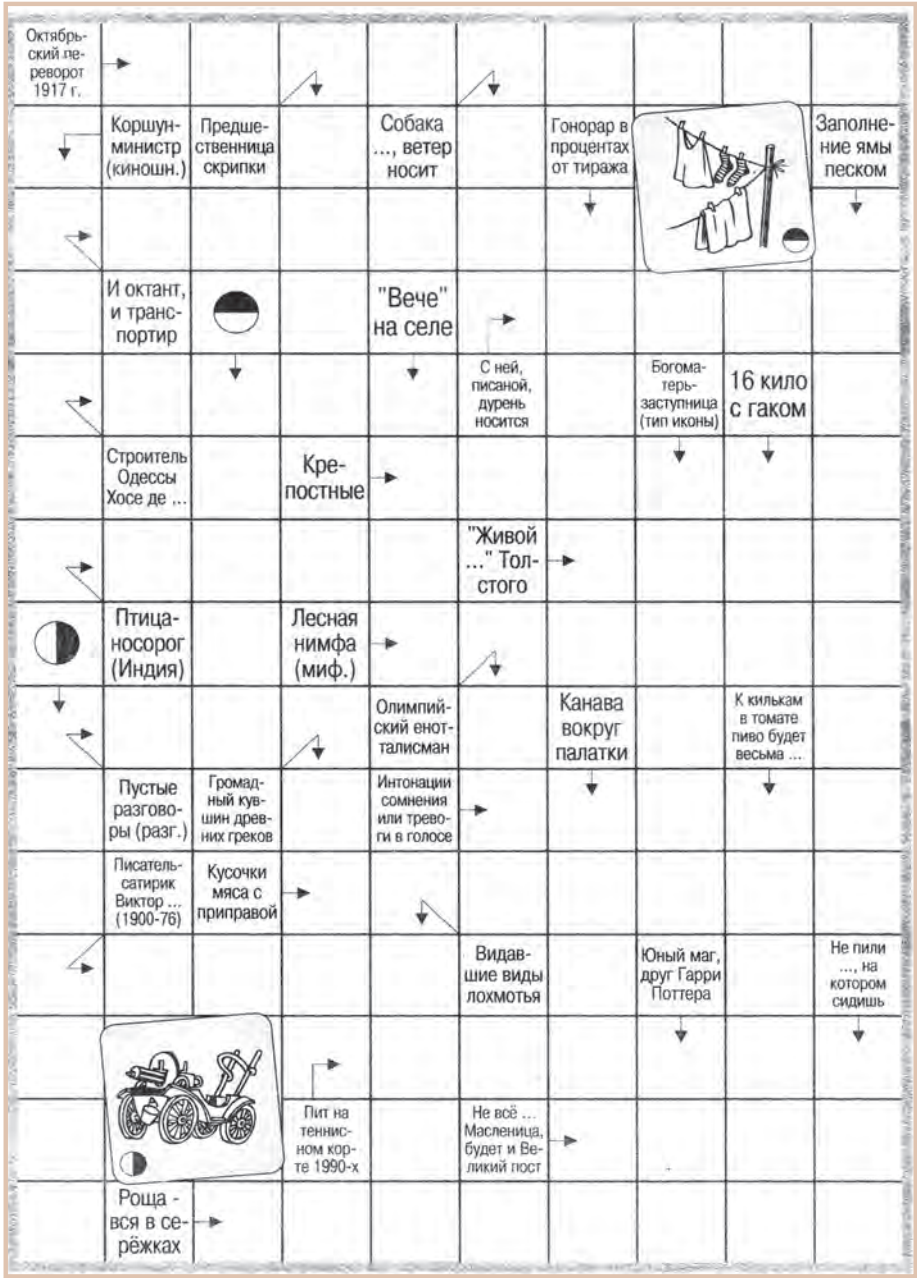 Октябрь-
ский пе-
реворот
1917 г.
Коршун-
министр
(киношн.)
Предше-
ственница
скрипки
Собака
..., ветер
носит
Гонорар в
процентах
от тиража
Заполне-
ние ямы
песком
И октант,
и транс-
портир
"Вече"
на селе
С ней,
писаной,
дурень
носится
Богома-
терь-
заступница
(тип иконы)
16 кило
с гаком
Строитель
Одессы
Хосе де ...
Кре-
постные
"Живой
..." Тол-
стого
Птица-
носорог
(Индия)
Лесная
нимфа
(миф.)
Олимпий-
ский енот-
талисман
Канава
вокруг
палатки
К килькам
в томате
пиво будет
весьма ...
Пустые
разгово-
ры (разг.)
Громад-
ный кув-
шин древ-
них греков
Интонации
сомнения
или трево-
ги в голосе
Писатель-
сатирик
Виктор ...
(1900-76)
Кусочки
мяса с
приправой
Видав-
шие виды
лохмотья
Юный маг,
друг Гарри
Поттера
Не пили
..., на
котором
сидишь
Пит на
теннис-
ном кор-
те 1990-х
Не всё ...
Масленица,
будет и Ве-
ликий пост
Роща -
вся в се-
рёжках